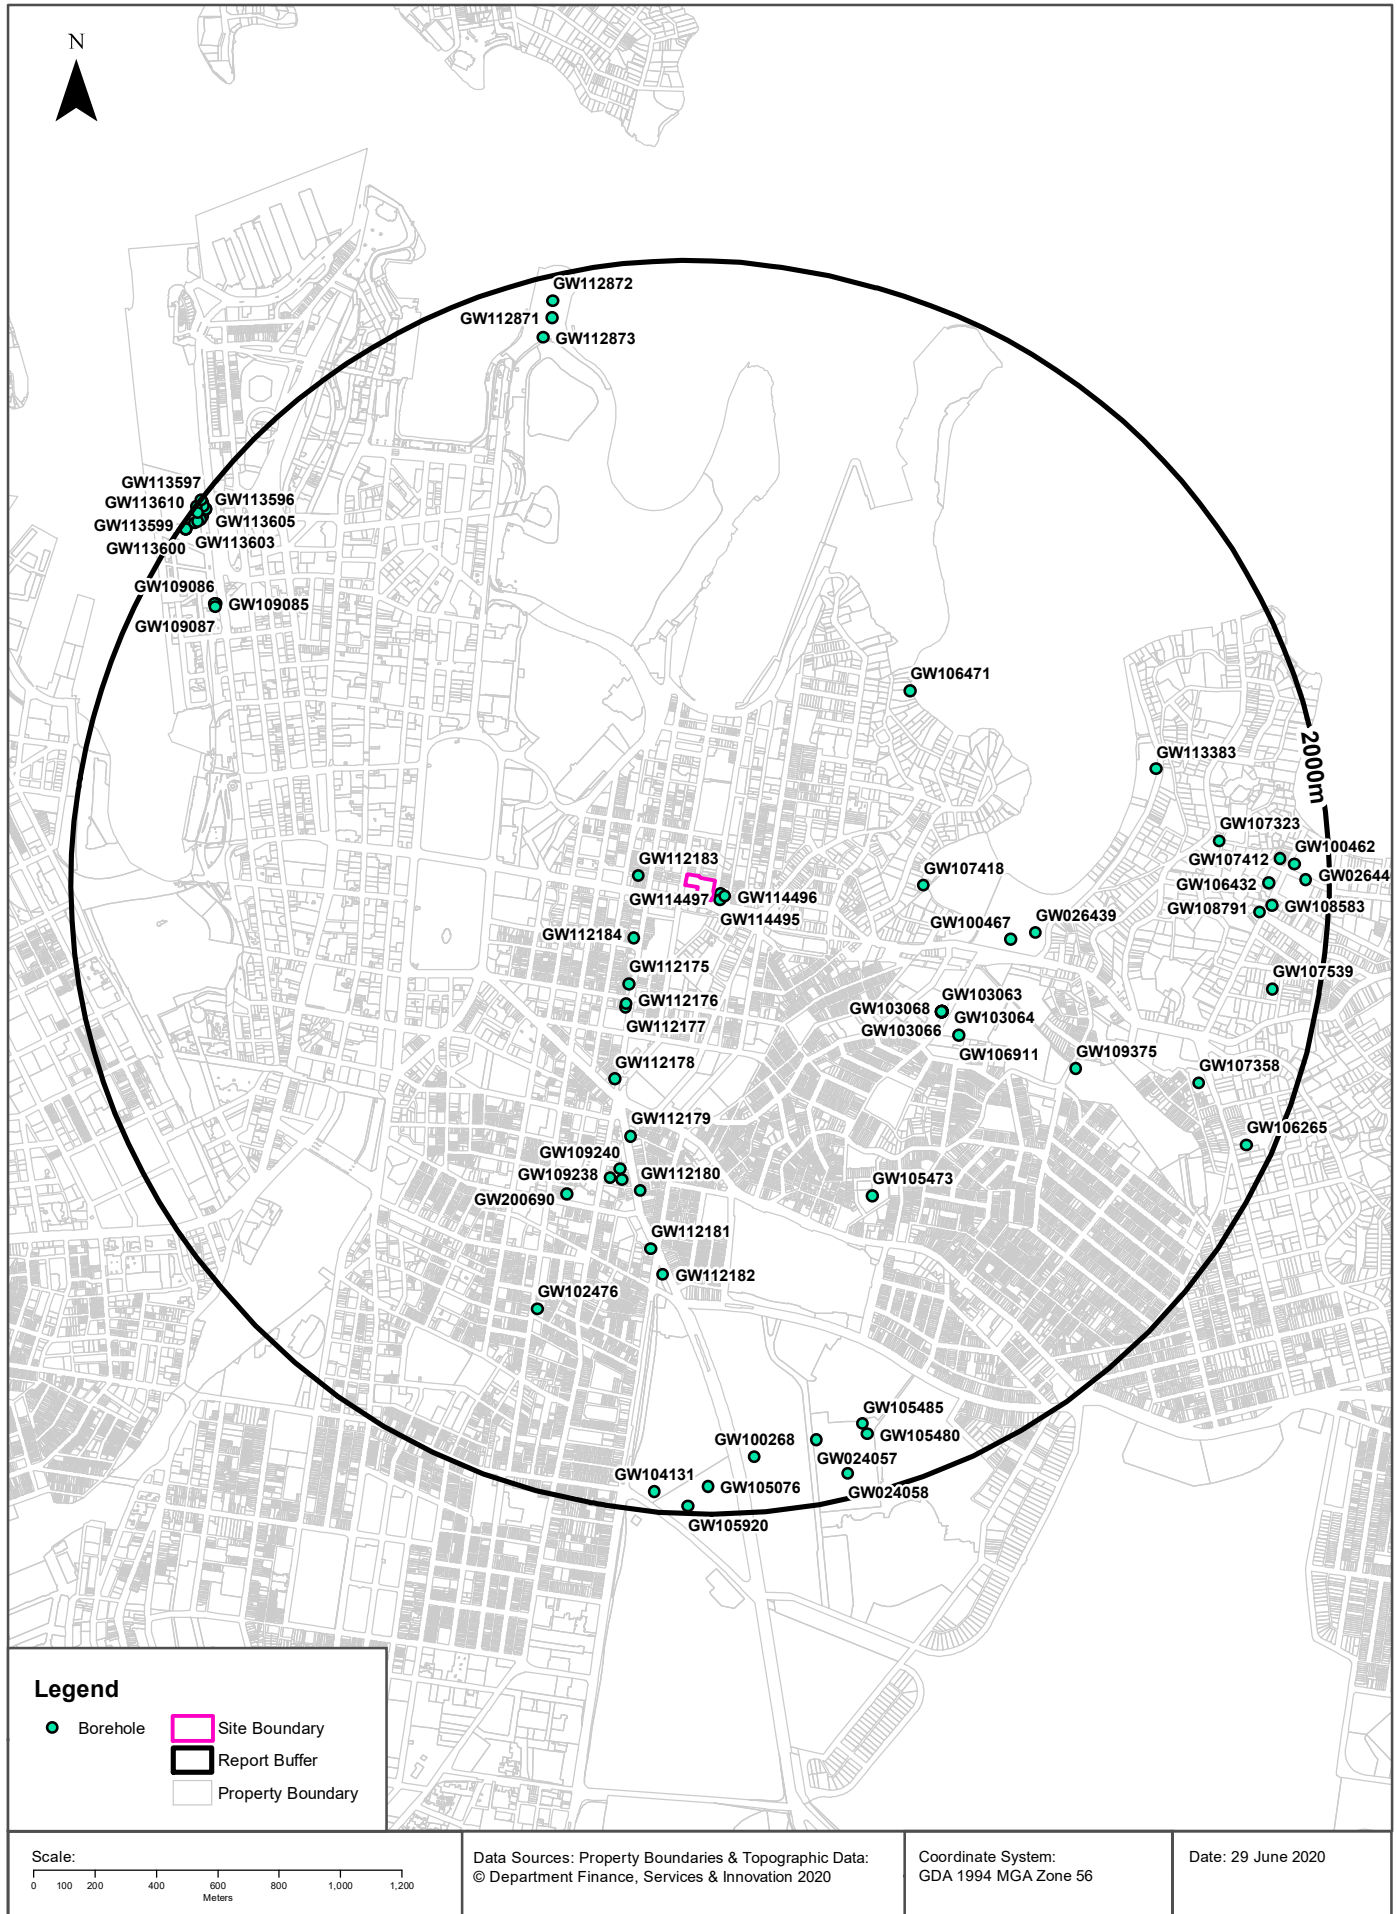 N
GW112872
GW112871
GW112873
GW113597
GW113596
GW113610
GW113605
GW113599
GW113603
GW113600
GW109086
GW109085
GW109087
GW106471
2000m
GW113383
GW107323
GW100462
GW107412
GW02644
GW106432
GW108583
GW108791
GW112183
GW107418
GW114497
GW114496
GW114495
GW100467
GW026439
GW112184
GW112175
GW107539
GW112176
GW112177
GW103063
GW103068
GW103064
GW103066
GW106911
GW109375
GW107358
GW112178
GW112179
GW106265
GW109240
GW109238
GW112180
GW200690
GW105473
GW112181
GW112182
GW102476
GW105485
GW105480
GW100268
GW024057
GW104131
GW105076
GW024058
GW105920
Legend
Borehole
Site Boundary
Report Buffer
Property Boundary
Scale:
0 100 200 400 600 800 1,000 1,200
Meters
Data Sources: Property Boundaries & Topographic Data:
© Department Finance, Services & Innovation 2020
Coordinate System:
GDA 1994 MGA Zone 56
Date: 29 June 2020